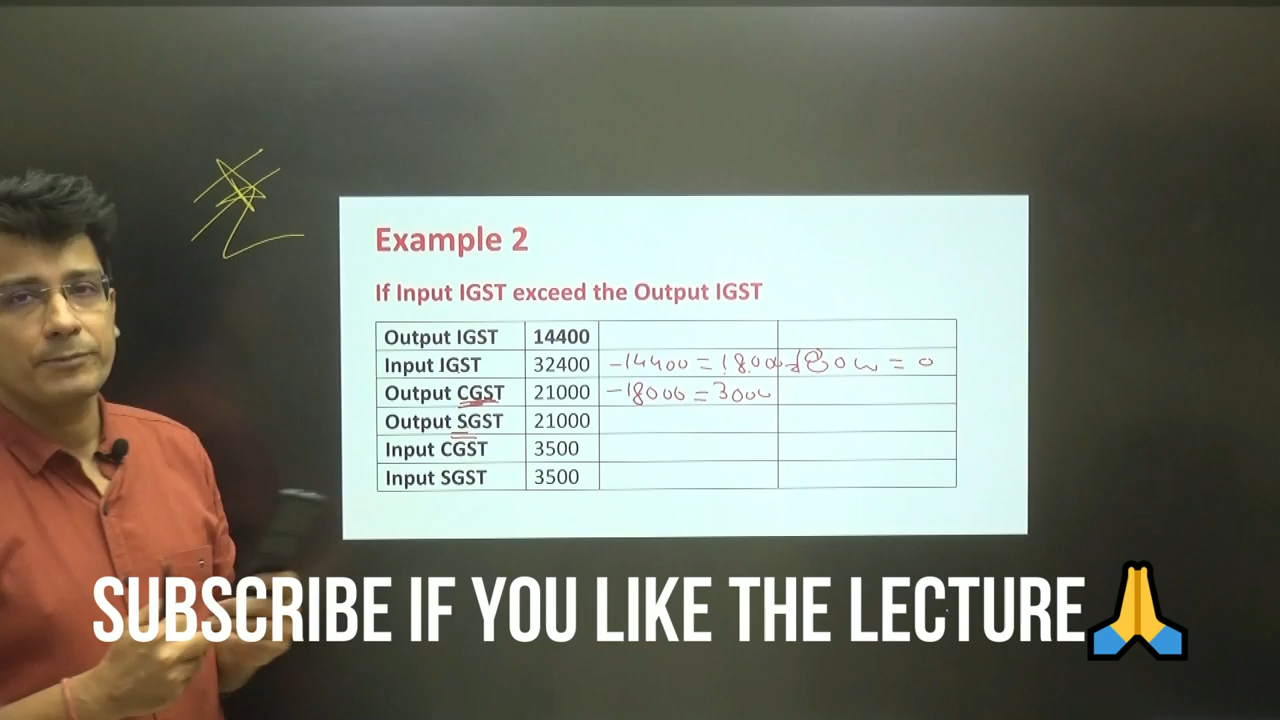 Example 2
If Input IGST exceed the Output IGST
Output IGST 14400
Input IGST 32400 -14400 = 18000 -18000 = 0
Output CGST 21000 -18000 = 3000
Output SGST 21000
Input CGST 3500
Input SGST 3500
SUBSCRIBE IF YOU LIKE THE LECTURE